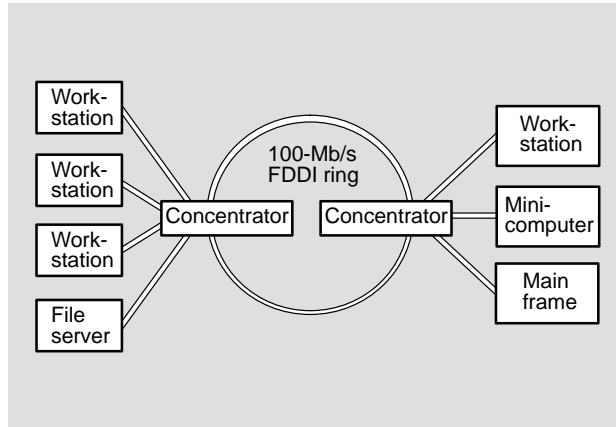 Work-
station
Work-
station
Work-
station
File
server
100-Mb/s
FDDI ring
Concentrator
Concentrator
Work-
station
Mini-
computer
Main
frame